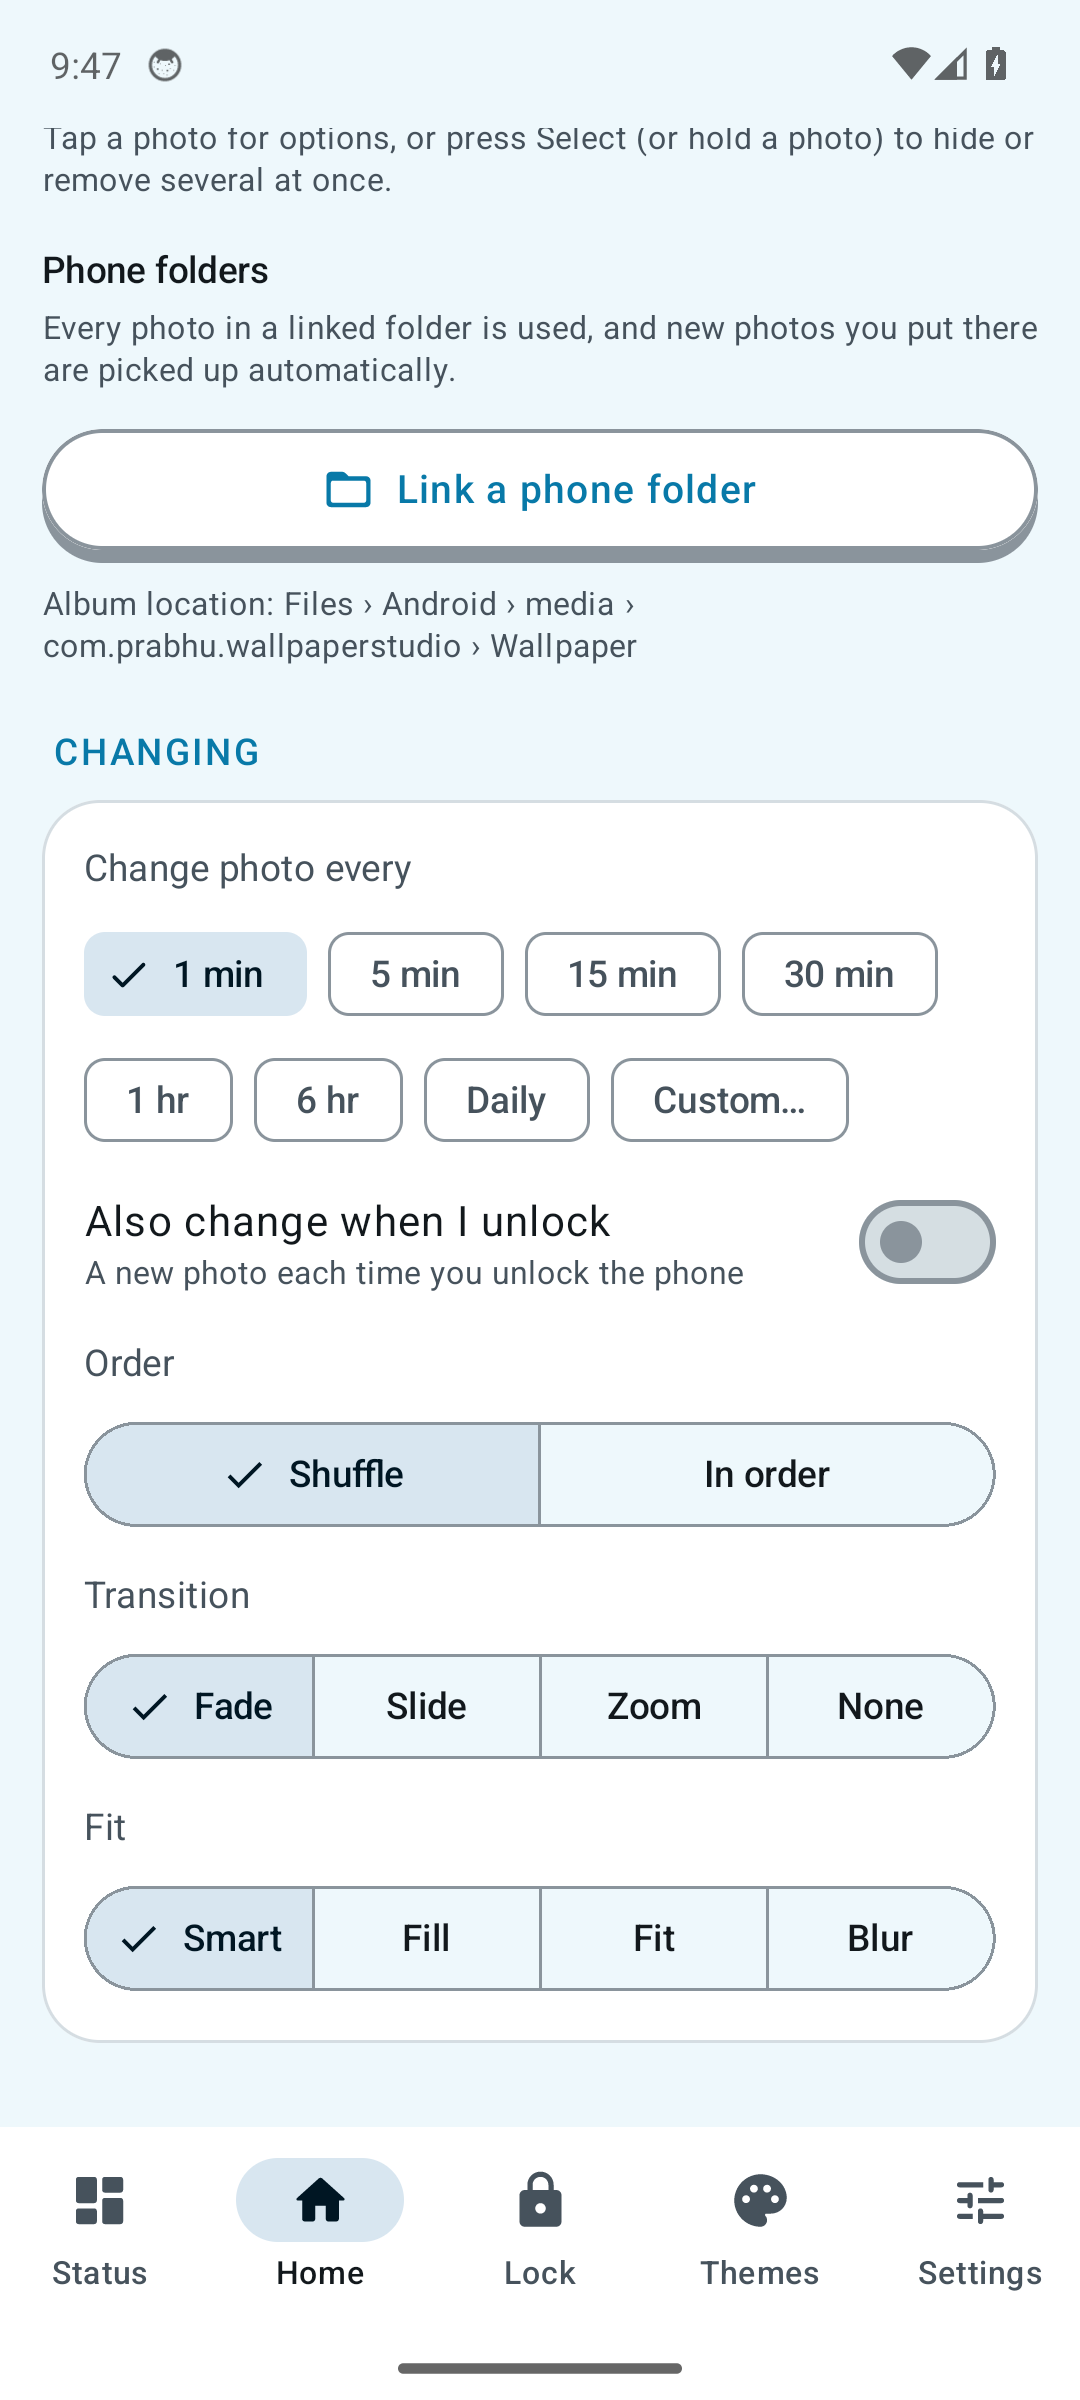 9:47
Tap a photo for options, or press Select (or hold a photo) to hide or
remove several at once.
Phone folders
Every photo in a linked folder is used, and new photos you put there
are picked up automatically.
Link a phone folder
Album location: Files › Android › media ›
com.prabhu.wallpaperstudio › Wallpaper
CHANGING
Change photo every
1 min
5 min
15 min
30 min
1 hr
6 hr
Daily
Custom...
Also change when I unlock
A new photo each time you unlock the phone
Order
Shuffle
In order
Transition
Fade
Slide
Zoom
None
Fit
Smart
Fill
Fit
Blur
Status
Home
Lock
Themes
Settings